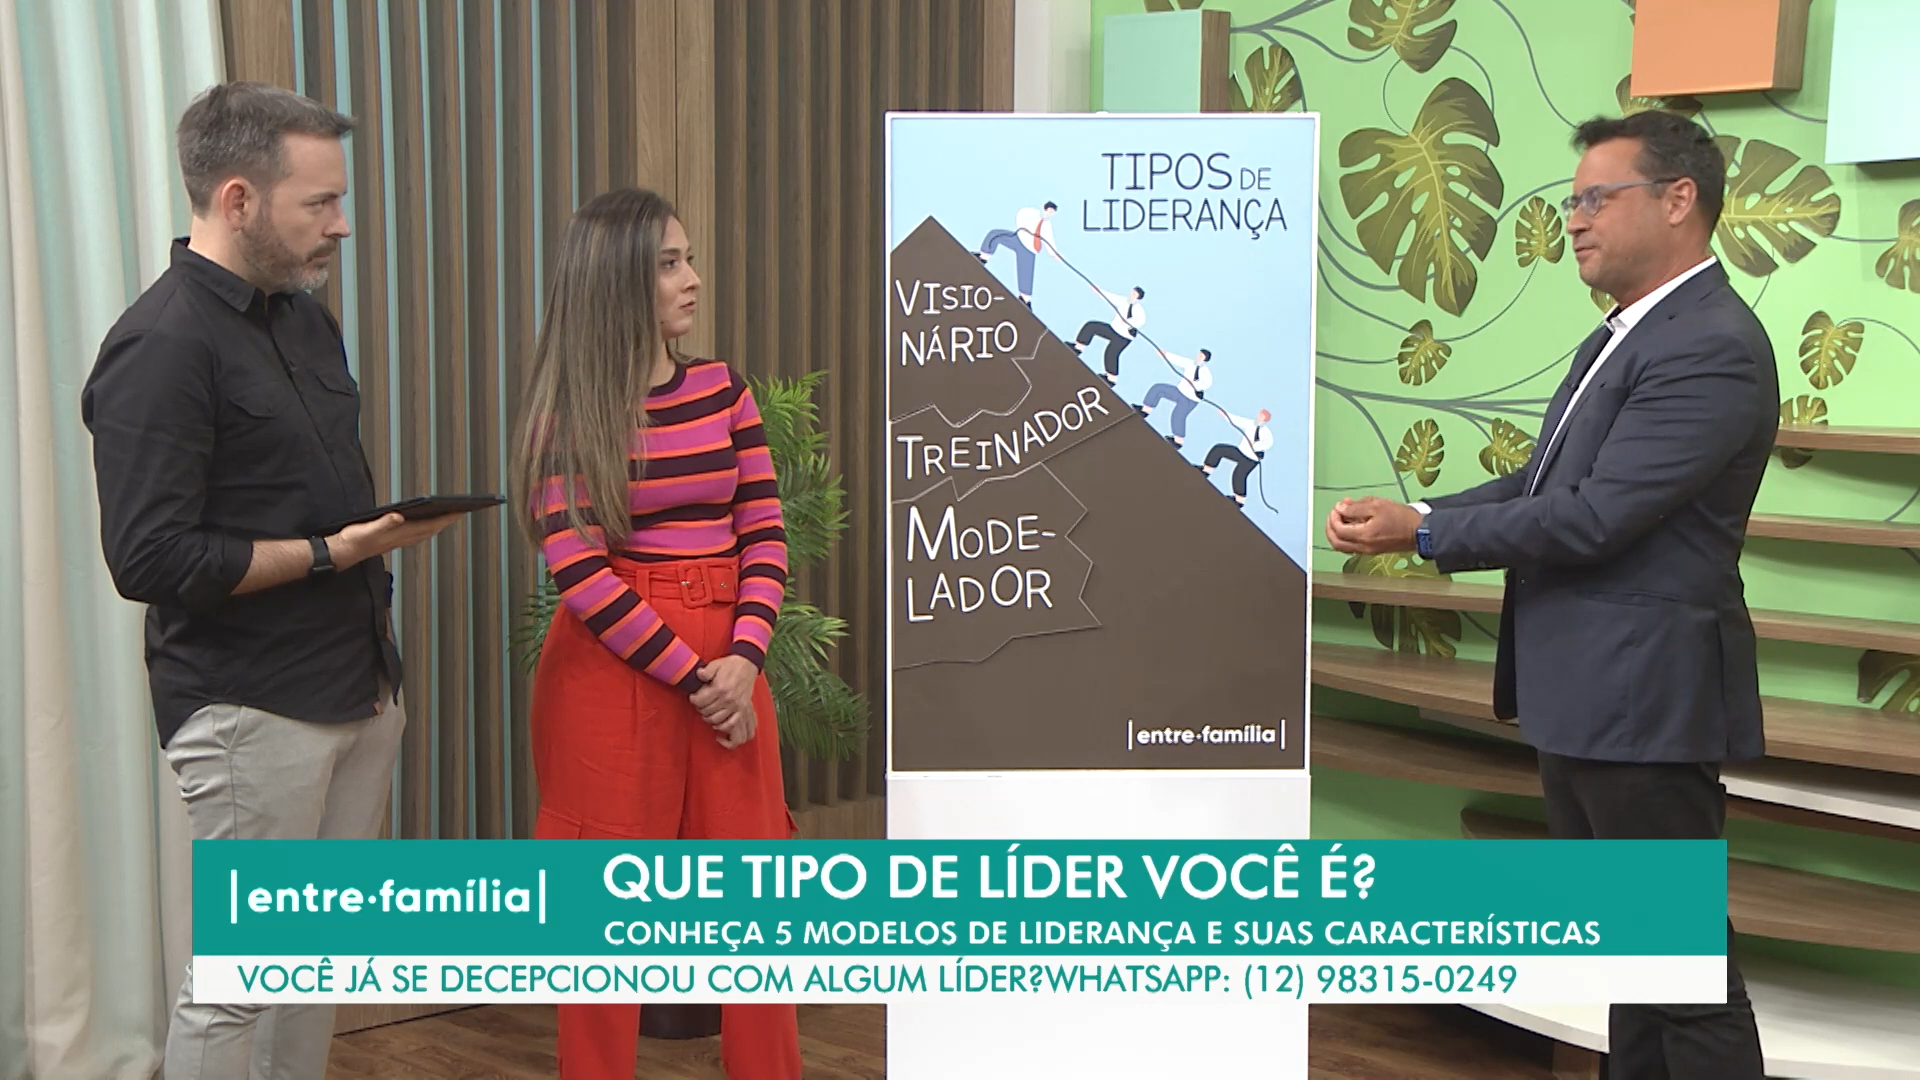 TIPOS DE
LIDERANÇA
VISIO-
NÁRIO
TREINADOR
MODE-
LADOR
|entre·família|
|entre·família|
QUE TIPO DE LÍDER VOCÊ É?
CONHEÇA 5 MODELOS DE LIDERANÇA E SUAS CARACTERÍSTICAS
VOCÊ JÁ SE DECEPCIONOU COM ALGUM LÍDER?WHATSAPP: (12) 98315-0249